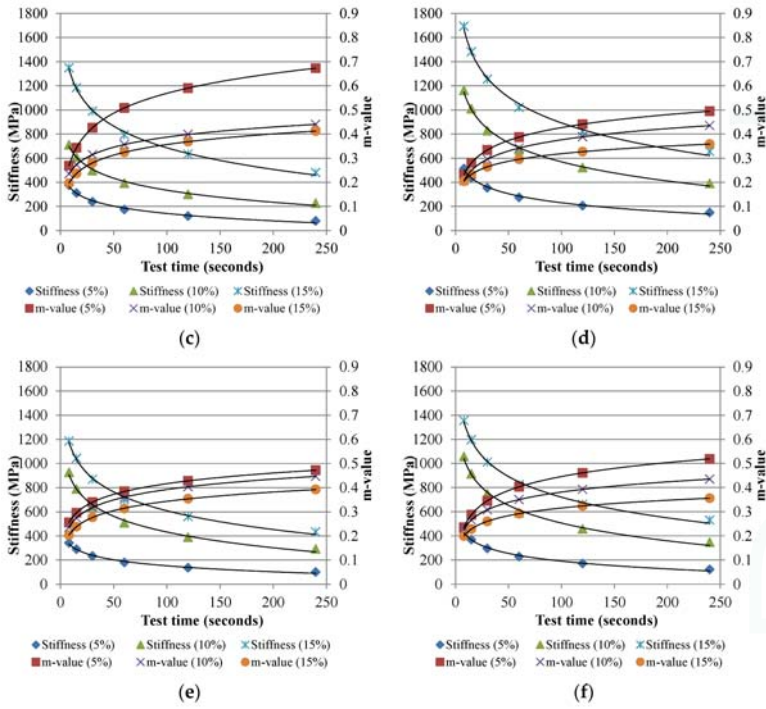 1800 0.9 1800 0.9
1600 0.8 1600 0.8
1400 0.7 1400 0.7
1200 0.6 1200 0.6
1000 0.5 1000 0.5
800 0.4 800 0.4
600 0.3 600 0.3
400 0.2 400 0.2
200 0.1 200 0.1
0 0 0 0
Stiffness (MPa) m-value Stiffness (MPa) m-value
0 50 100 150 200 250 0 50 100 150 200 250
Test time (seconds) Test time (seconds)
Stiffness (5%) Stiffness (10%) Stiffness (15%) Stiffness (5%) Stiffness (10%) Stiffness (15%)
m-value (5%) m-value (10%) m-value (15%) m-value (5%) m-value (10%) m-value (15%)
(c) (d)
1800 0.9 1800 0.9
1600 0.8 1600 0.8
1400 0.7 1400 0.7
1200 0.6 1200 0.6
1000 0.5 1000 0.5
800 0.4 800 0.4
600 0.3 600 0.3
400 0.2 400 0.2
200 0.1 200 0.1
0 0 0 0
Stiffness (MPa) m-value Stiffness (MPa) m-value
0 50 100 150 200 250 0 50 100 150 200 250
Test time (seconds) Test time (seconds)
Stiffness (5%) Stiffness (10%) Stiffness (15%) Stiffness (5%) Stiffness (10%) Stiffness (15%)
m-value (5%) m-value (10%) m-value (15%) m-value (5%) m-value (10%) m-value (15%)
(e) (f)